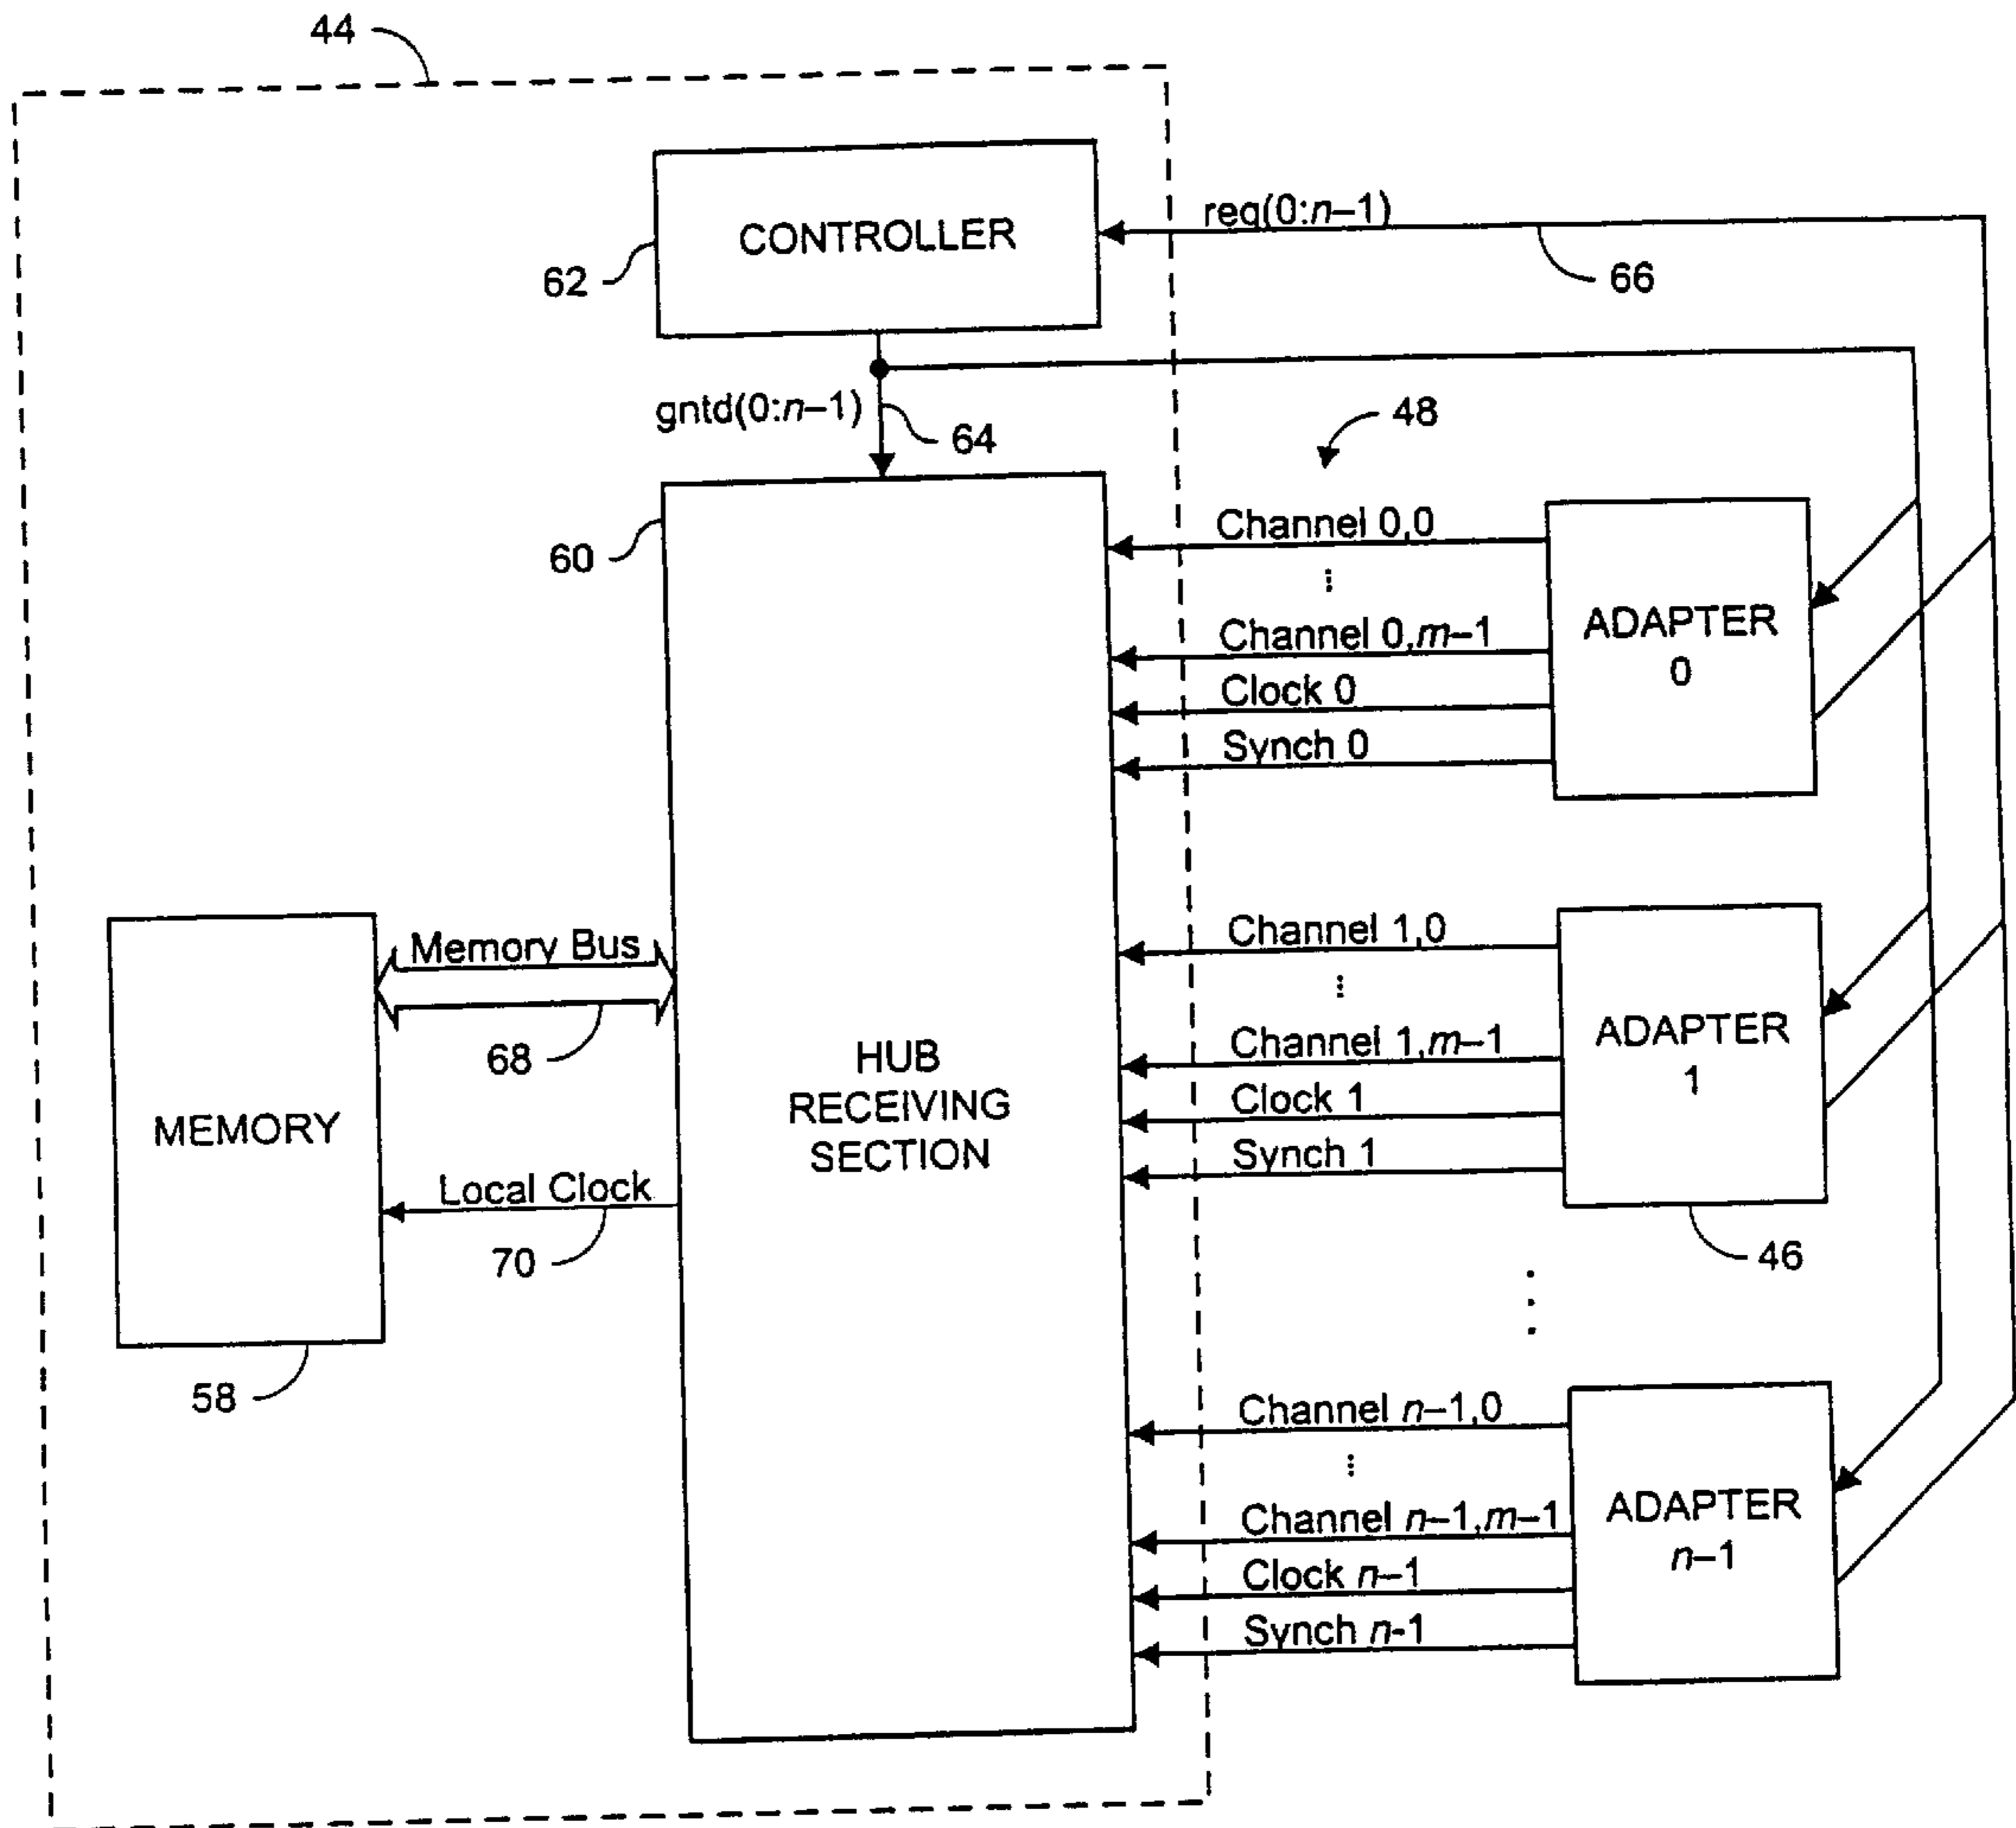 44
CONTROLLER
req(0:n–1)
62
66
gntd(0:n–1)
64
48
60
Channel 0,0
...
Channel 0,m–1
Clock 0
Synch 0
ADAPTER
0
Channel 1,0
...
Channel 1,m–1
Clock 1
Synch 1
ADAPTER
1
46
Memory Bus
68
MEMORY
HUB
RECEIVING
SECTION
Local Clock
70
58
. . .
Channel n–1,0
...
Channel n–1,m–1
Clock n–1
Synch n-1
ADAPTER
n–1